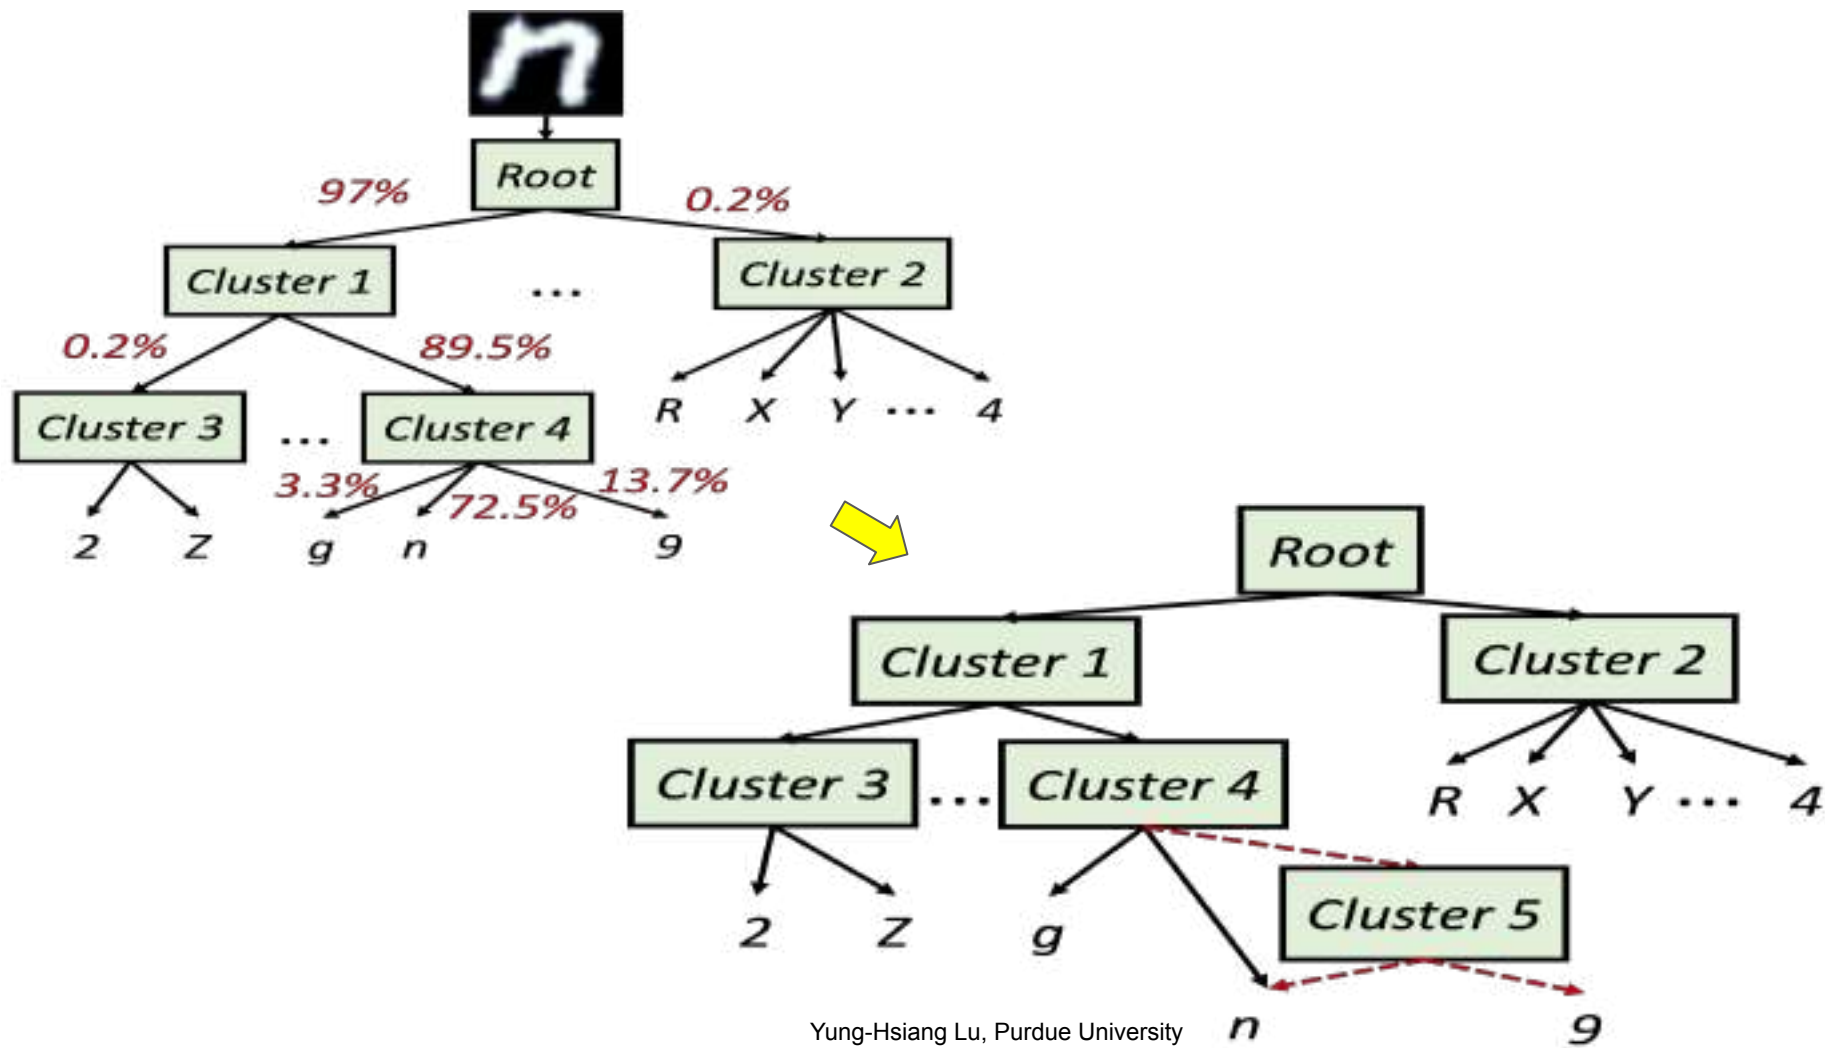 n
Root
97%
0.2%
Cluster 1
...
Cluster 2
0.2%
89.5%
R X Y ... 4
Cluster 3
...
Cluster 4
3.3%
72.5%
13.7%
2 Z g n 9
Root
Cluster 1
Cluster 2
Cluster 3
...
Cluster 4
R X Y ... 4
2 Z g
Cluster 5
n 9
Yung-Hsiang Lu, Purdue University